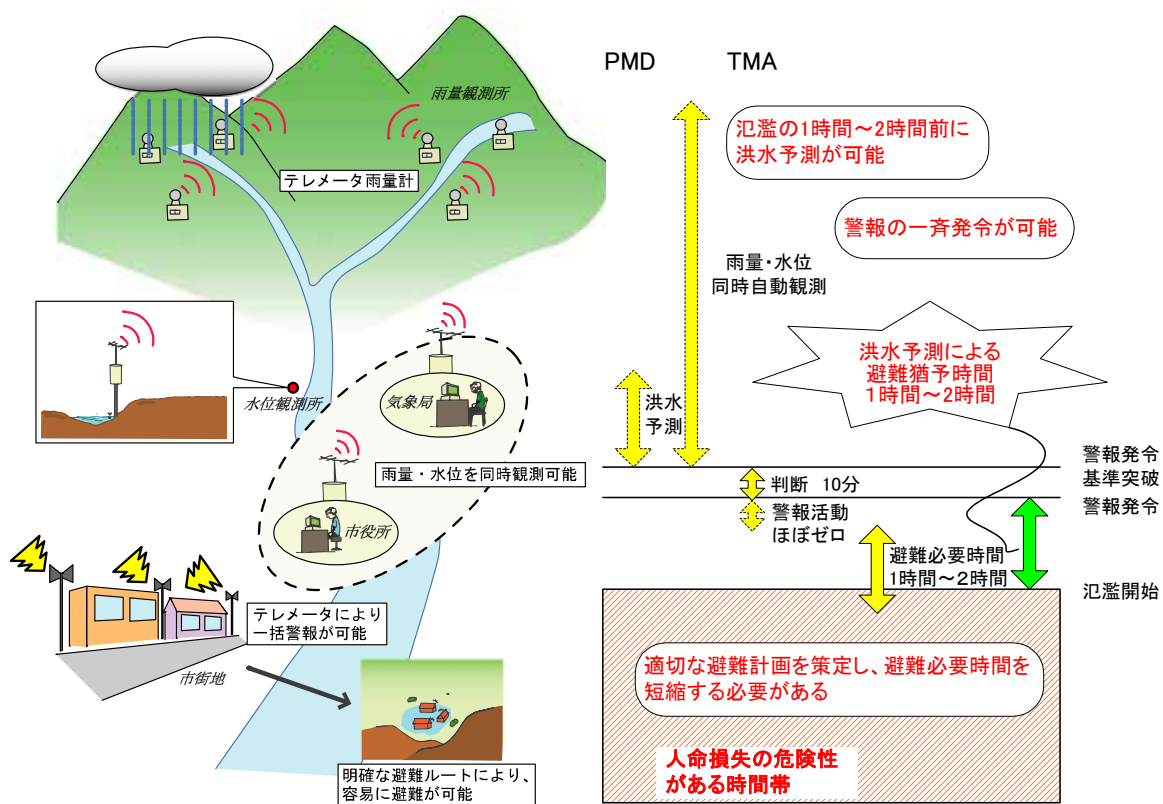 雨量観測所
テレメータ雨量計
水位観測所
気象局
雨量・水位を同時観測可能
市役所
テレメータにより
一括警報が可能
市街地
明確な避難ルートにより、
容易に避難が可能
PMD
TMA
氾濫の1時間～2時間前に
洪水予測が可能
警報の一斉発令が可能
雨量・水位
同時自動観測
洪水予測による
避難猶予時間
1時間～2時間
洪水
予測
警報発令
基準突破
判断 10分
警報発令
警報活動
ほぼゼロ
避難必要時間
1時間～2時間
氾濫開始
適切な避難計画を策定し、避難必要時間を
短縮する必要がある
人命損失の危険性
がある時間帯